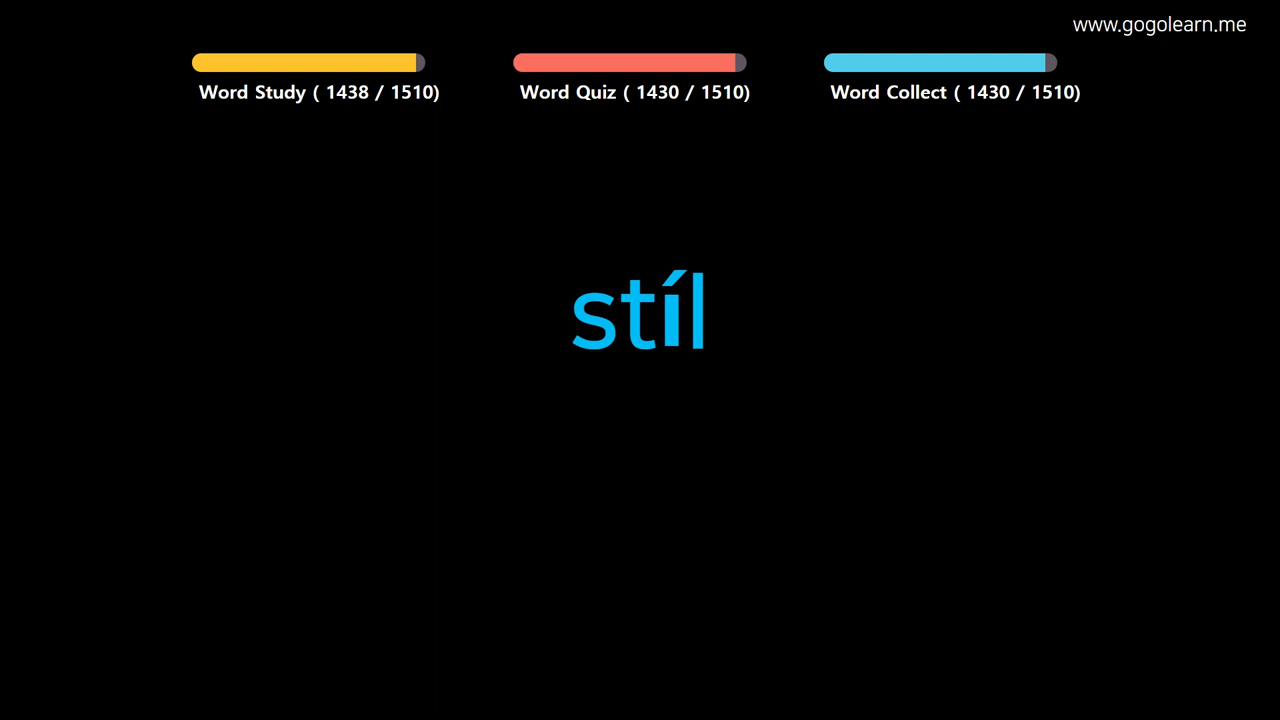 www.gogolearn.me
Word Study ( 1438 / 1510)
Word Quiz ( 1430 / 1510)
Word Collect ( 1430 / 1510)
stíl